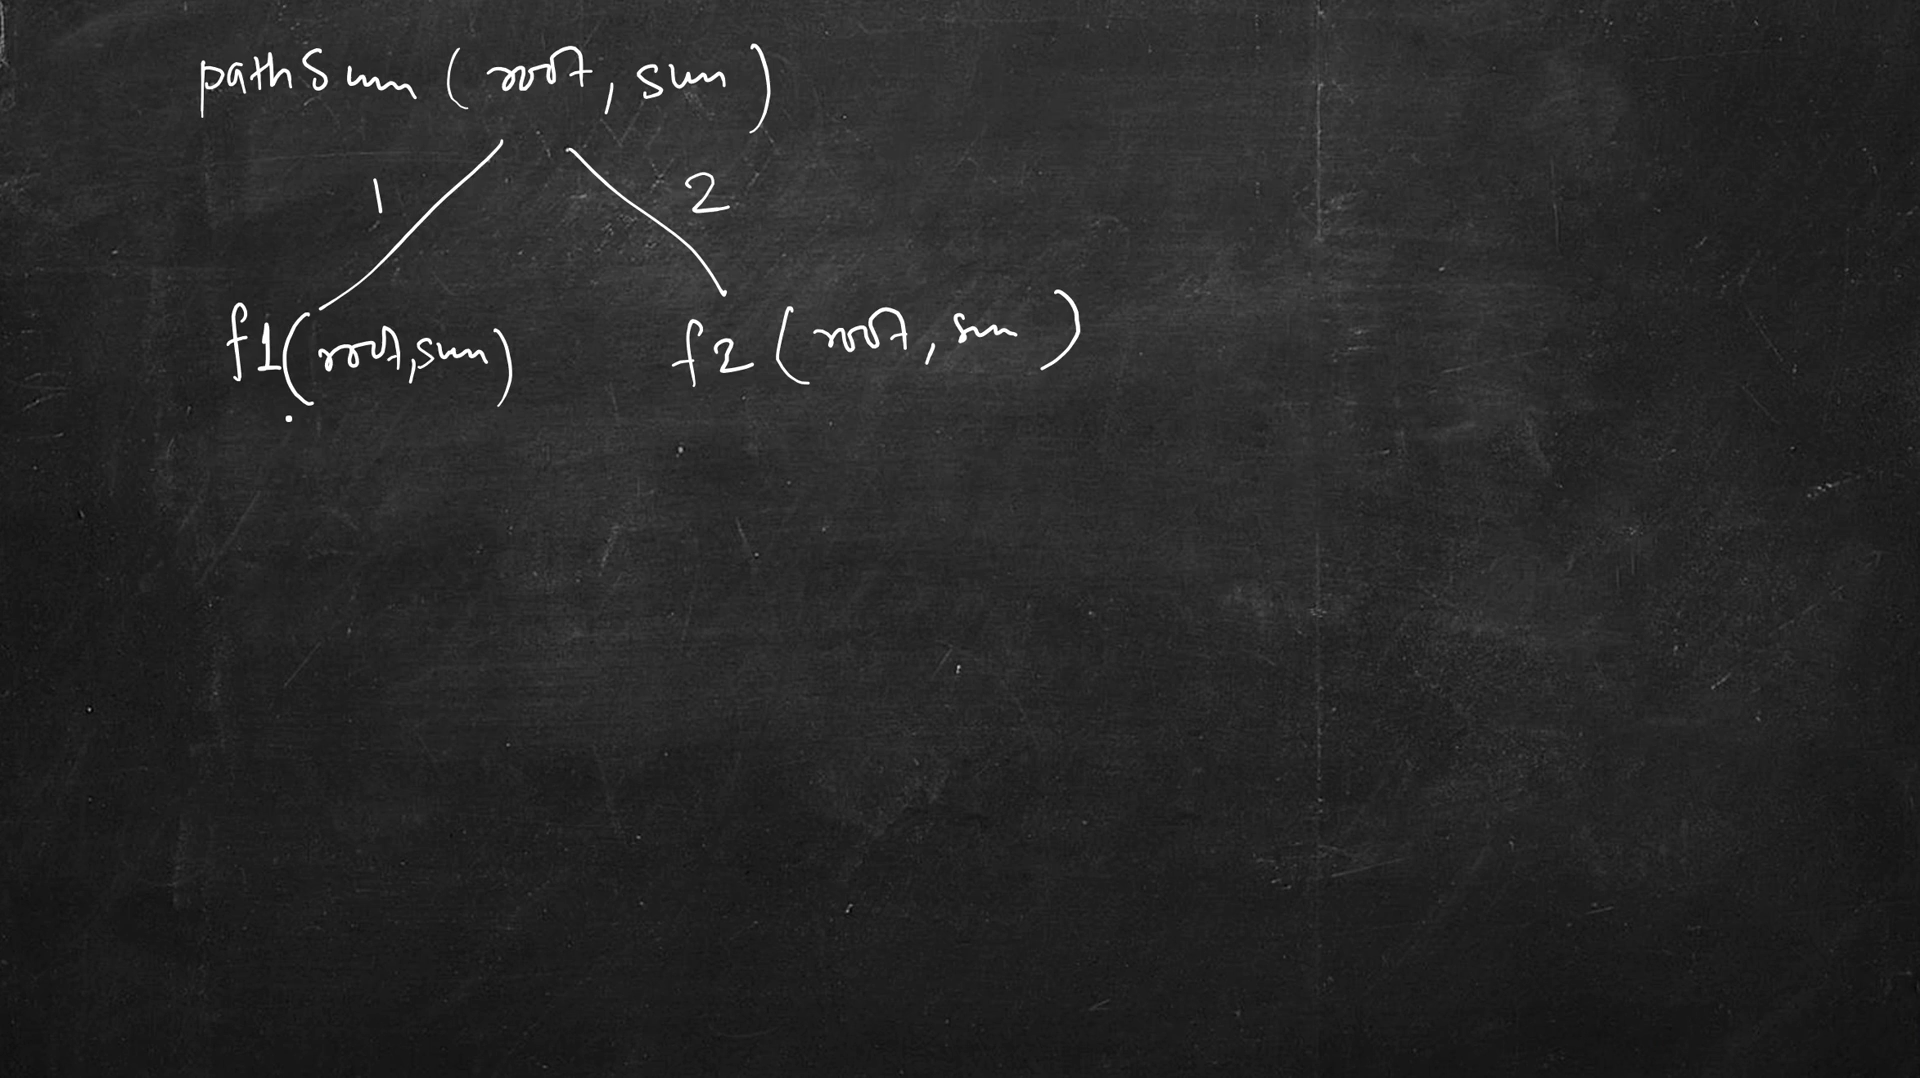 pathSum ( root, sum )
1 2
f1(root,sum) f2 (root, sum )